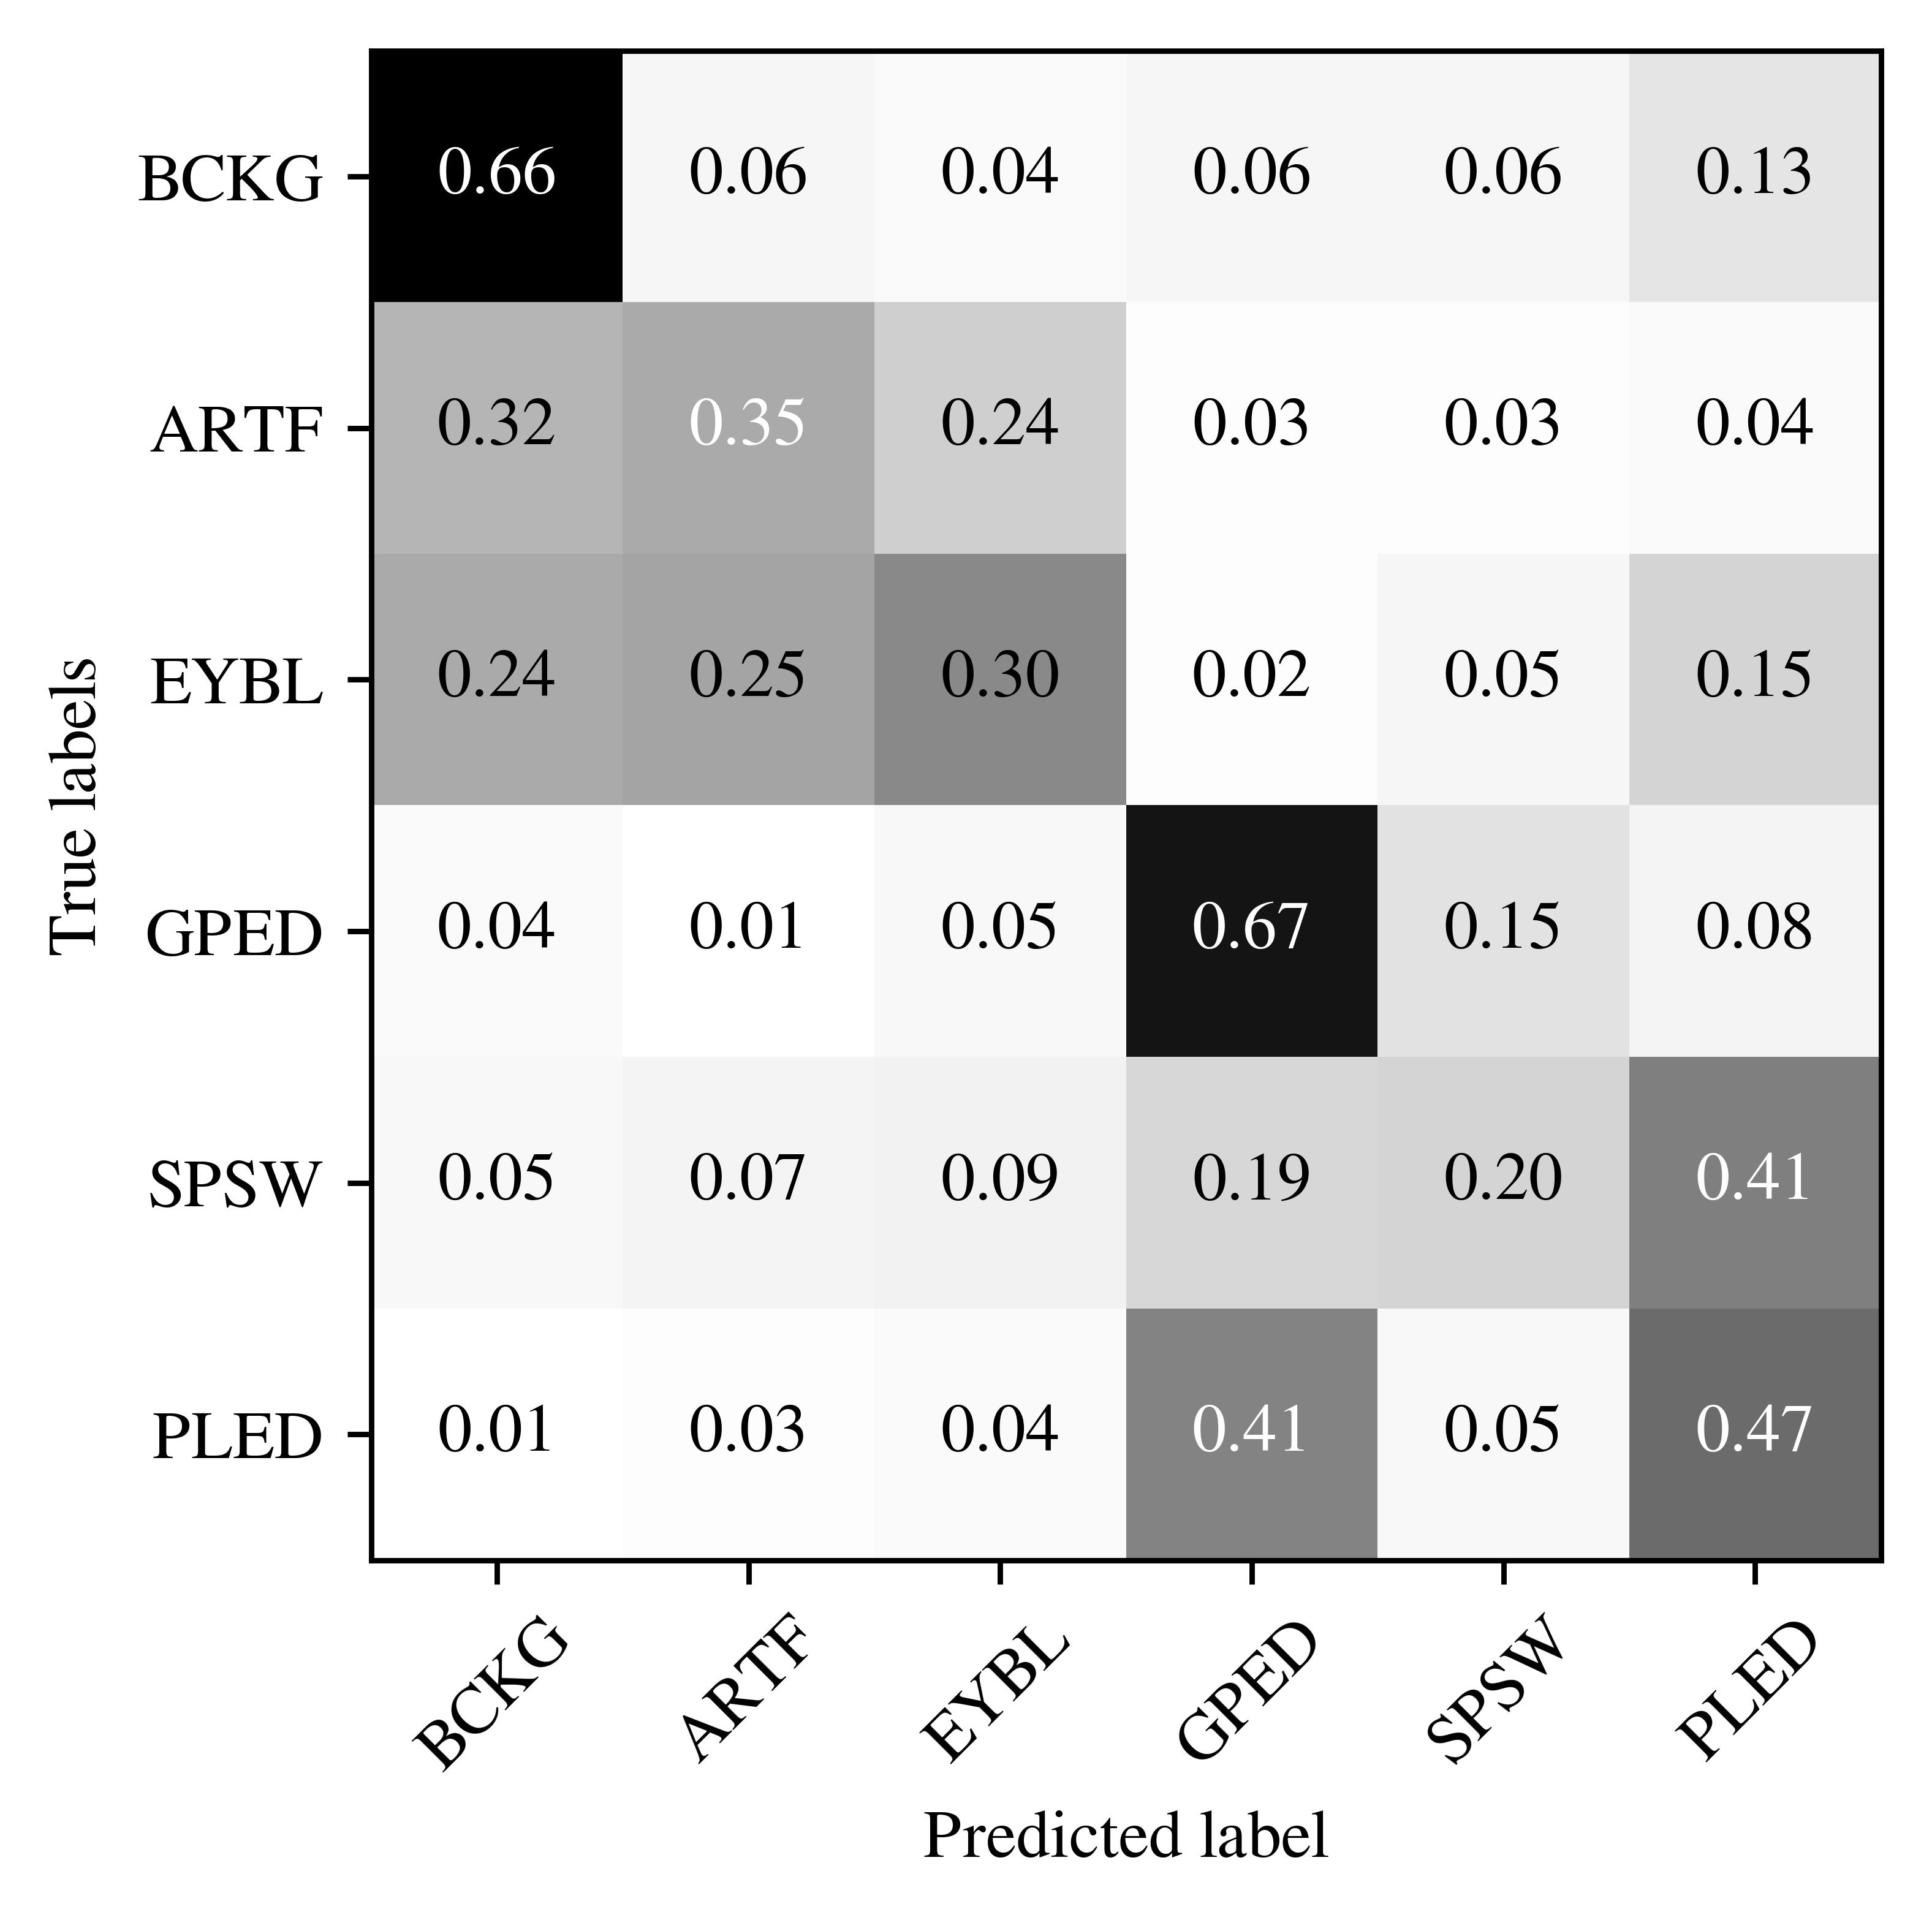 BCKG 0.66 0.06 0.04 0.06 0.06 0.13
ARTF 0.32 0.35 0.24 0.03 0.03 0.04
EYBL 0.24 0.25 0.30 0.02 0.05 0.15
GPED 0.04 0.01 0.05 0.67 0.15 0.08
SPSW 0.05 0.07 0.09 0.19 0.20 0.41
PLED 0.01 0.03 0.04 0.41 0.05 0.47
True labels
BCKG ARTF EYBL GPED SPSW PLED
Predicted label